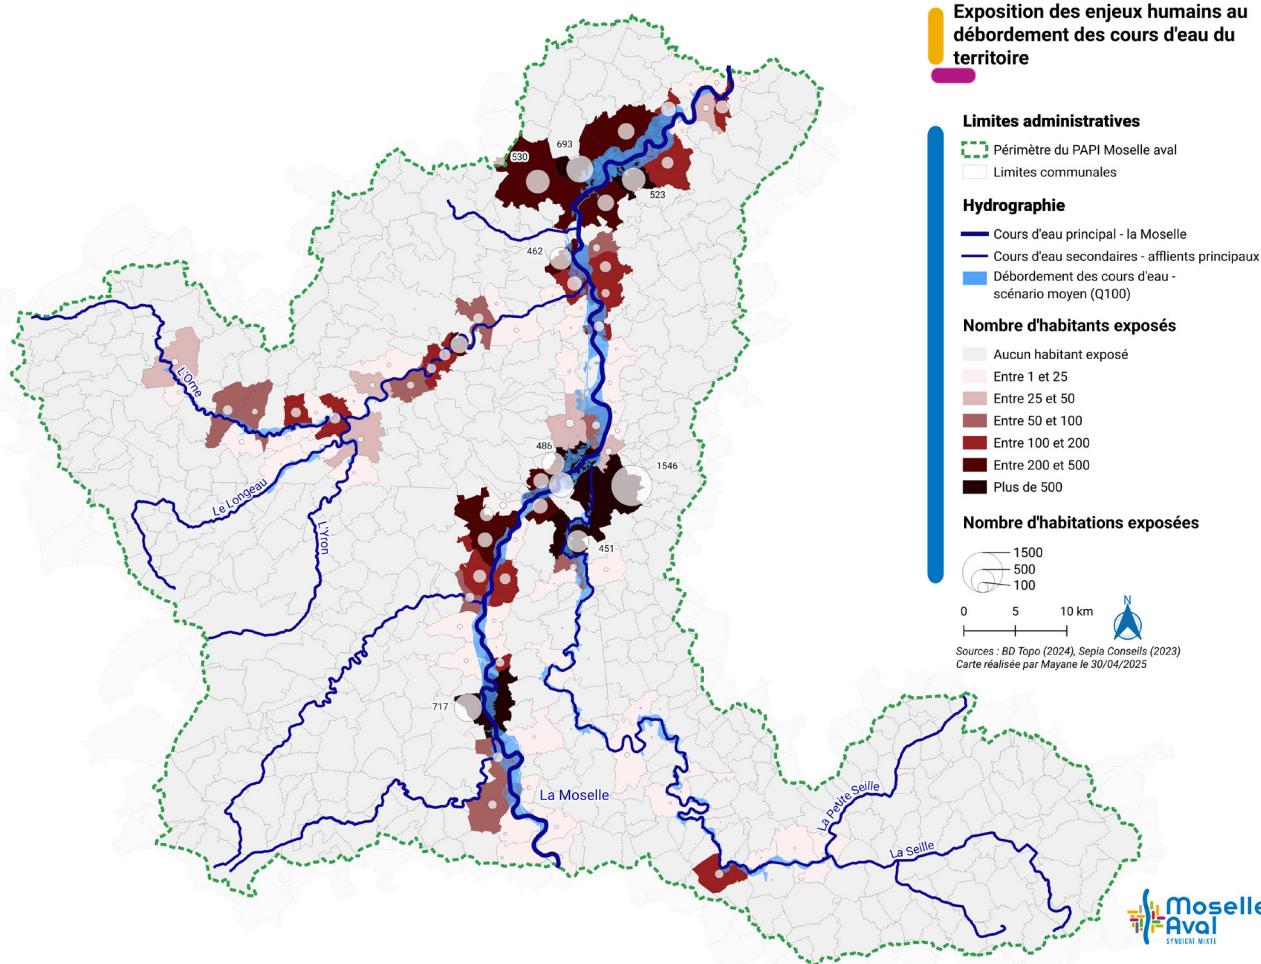 Exposition des enjeux humains au
débordement des cours d'eau du
territoire
Limites administratives
Périmètre du PAPI Moselle aval
Limites communales
Hydrographie
Cours d'eau principal - la Moselle
Cours d'eau secondaires - afflients principaux
Débordement des cours d'eau -
scénario moyen (Q100)
Nombre d'habitants exposés
Aucun habitant exposé
Entre 1 et 25
Entre 25 et 50
Entre 50 et 100
Entre 100 et 200
Entre 200 et 500
Plus de 500
Nombre d'habitations exposées
1500
500
100
0 5 10 km
N
Sources : BD Topo (2024), Sepia Conseils (2023)
Carte réalisée par Mayane le 30/04/2025
693
530
523
462
L'Orne
486
1546
Le Longeau
L'Yron
451
717
La Moselle
La Petite Seille
La Seille
Moselle
Aval
SYNDICAT MIXTE